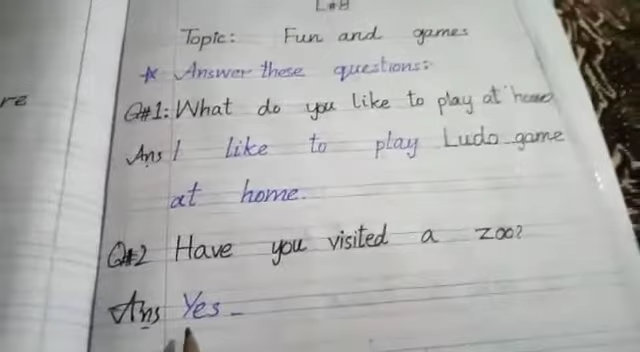 Topic: Fun and games
* Answer these questions:
Q#1: What do you like to play at home?
Ans I like to play Ludo game
at home.
Q#2 Have you visited a zoo?
Ans Yes -